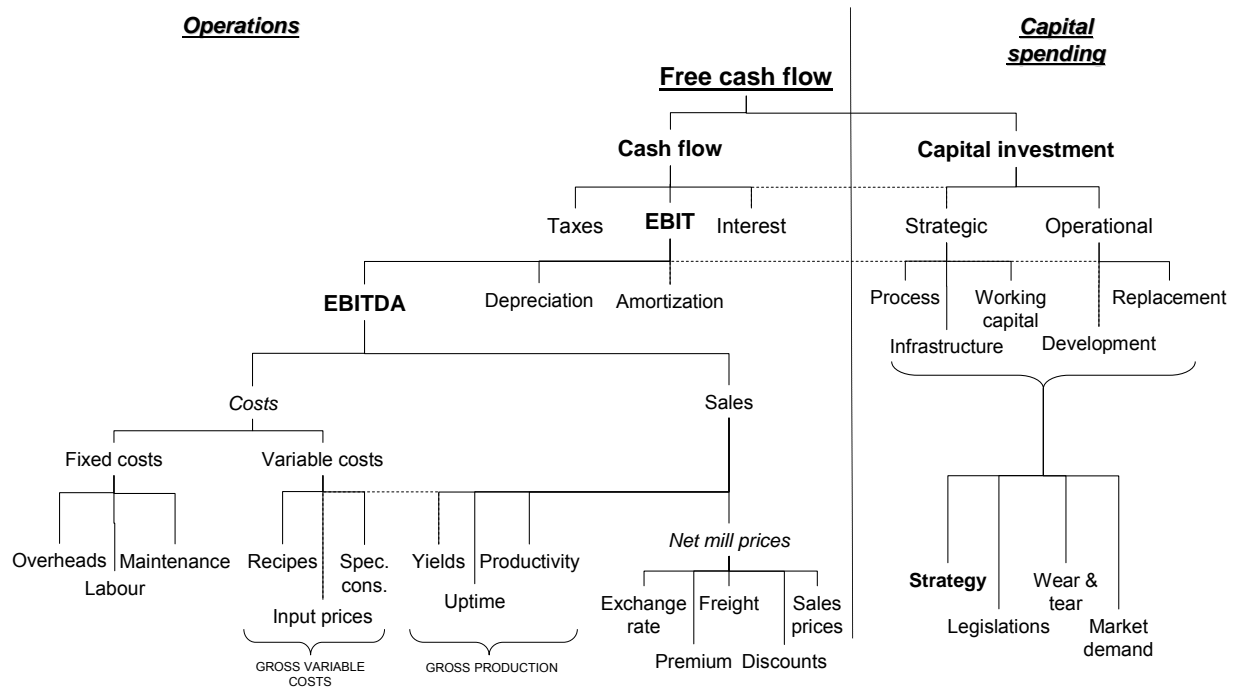 Operations
Capital
spending
Free cash flow
Cash flow
Capital investment
Taxes
EBIT
Interest
Strategic
Operational
EBITDA
Depreciation
Amortization
Process
Working
capital
Replacement
Infrastructure
Development
Costs
Sales
Fixed costs
Variable costs
Overheads
Maintenance
Labour
Recipes
Spec.
cons.
Input prices
Yields
Productivity
Uptime
Net mill prices
Exchange
rate
Freight
Sales
prices
Premium
Discounts
Strategy
Wear &
tear
Legislations
Market
demand
GROSS VARIABLE
COSTS
GROSS PRODUCTION